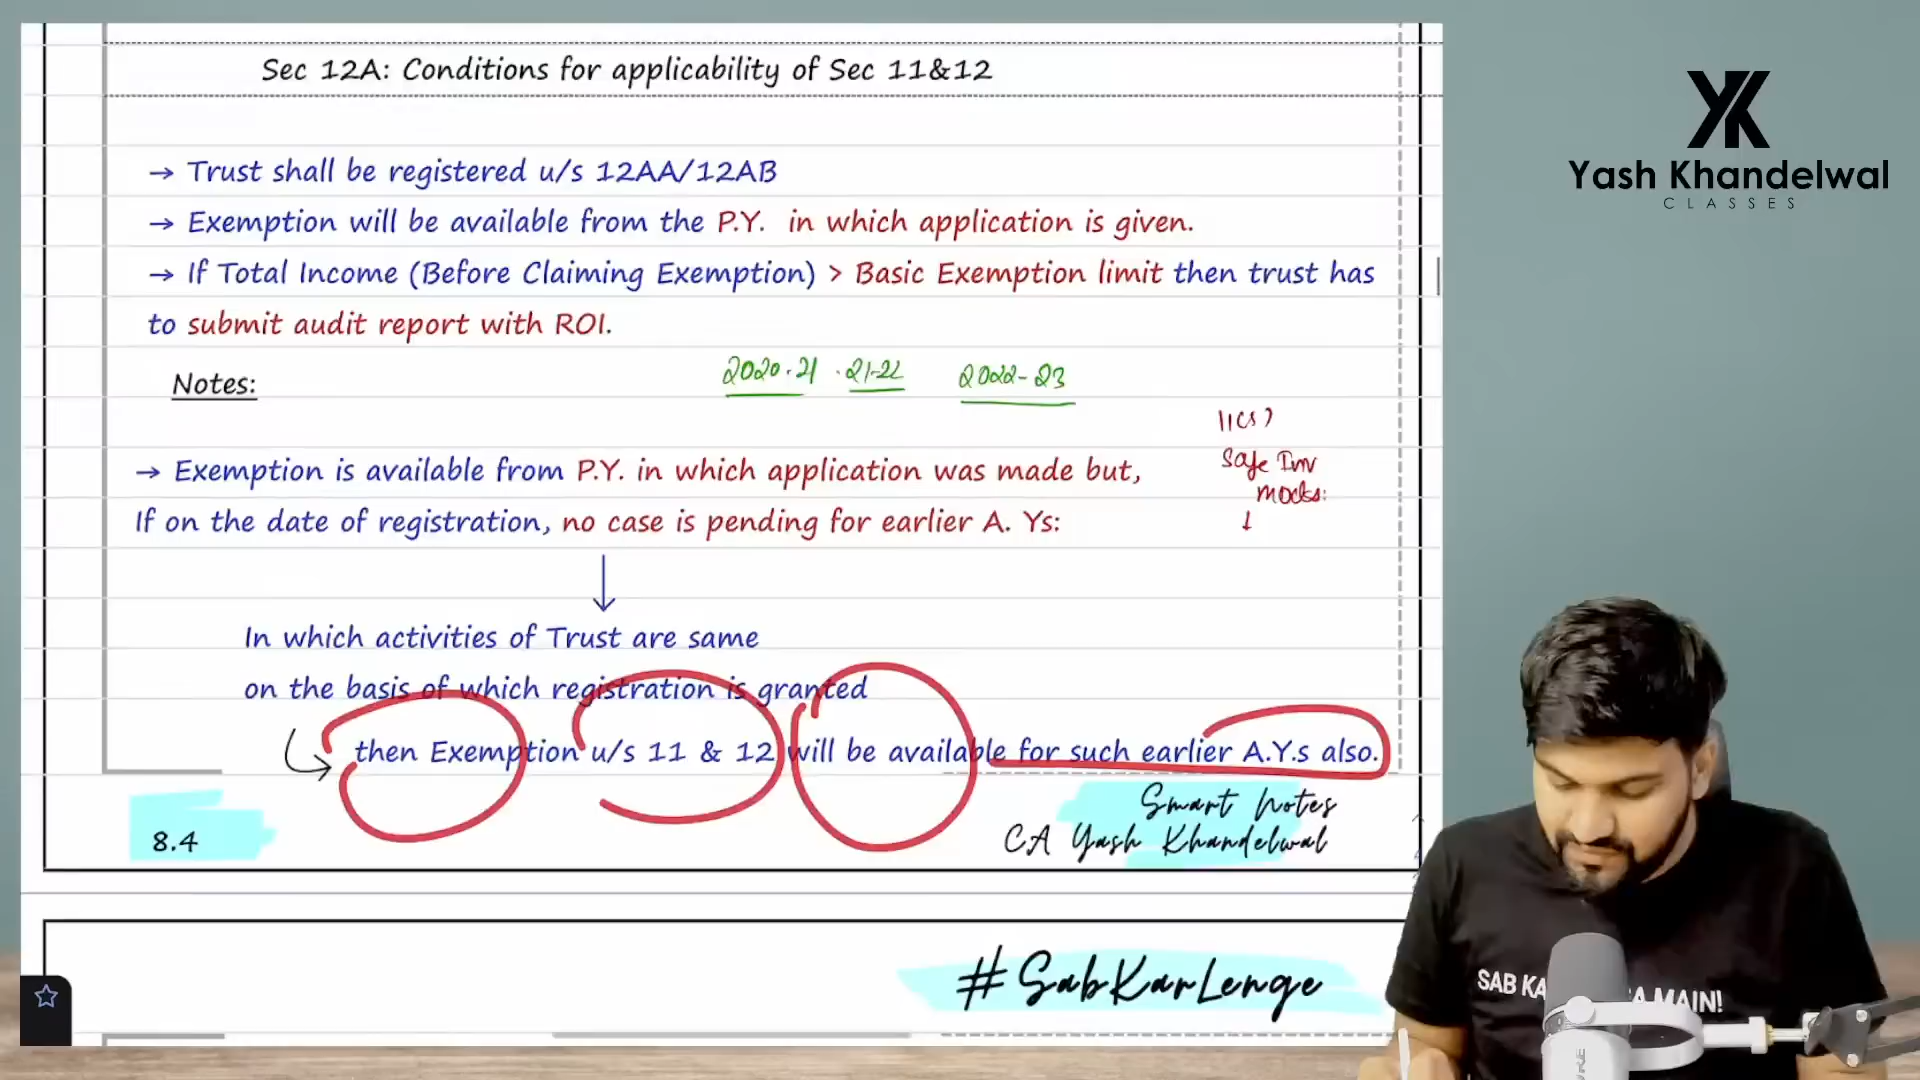 Sec 12A: Conditions for applicability of Sec 11&12
→ Trust shall be registered u/s 12AA/12AB
→ Exemption will be available from the P.Y. in which application is given.
→ If Total Income (Before Claiming Exemption) > Basic Exemption limit then trust has
to submit audit report with ROI.
2020-21 · 21-22 2022-23
Notes:
11(5)
Safe Inv
modes:
→ Exemption is available from P.Y. in which application was made but,
If on the date of registration, no case is pending for earlier A. Ys:
In which activities of Trust are same
on the basis of which registration is granted
then Exemption u/s 11 & 12 will be available for such earlier A.Y.s also.
8.4
Smart Notes
CA Yash Khandelwal
#SabKarLenge
YK
Yash Khandelwal
CLASSES
SAB KA MAIN!